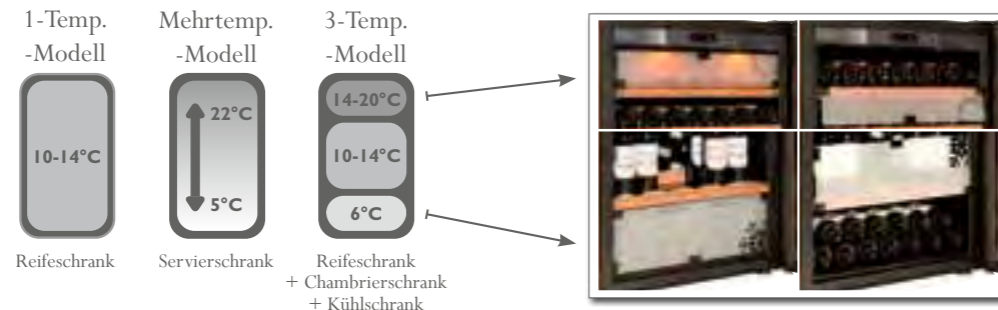 1-Temp.
-Modell
10-14°C
Reifeschrank
Mehrtemp.
-Modell
22°C
5°C
Servierschrank
3-Temp.
-Modell
14-20°C
10-14°C
6°C
Reifeschrank
+ Chambrierschrank
+ Kühlschrank